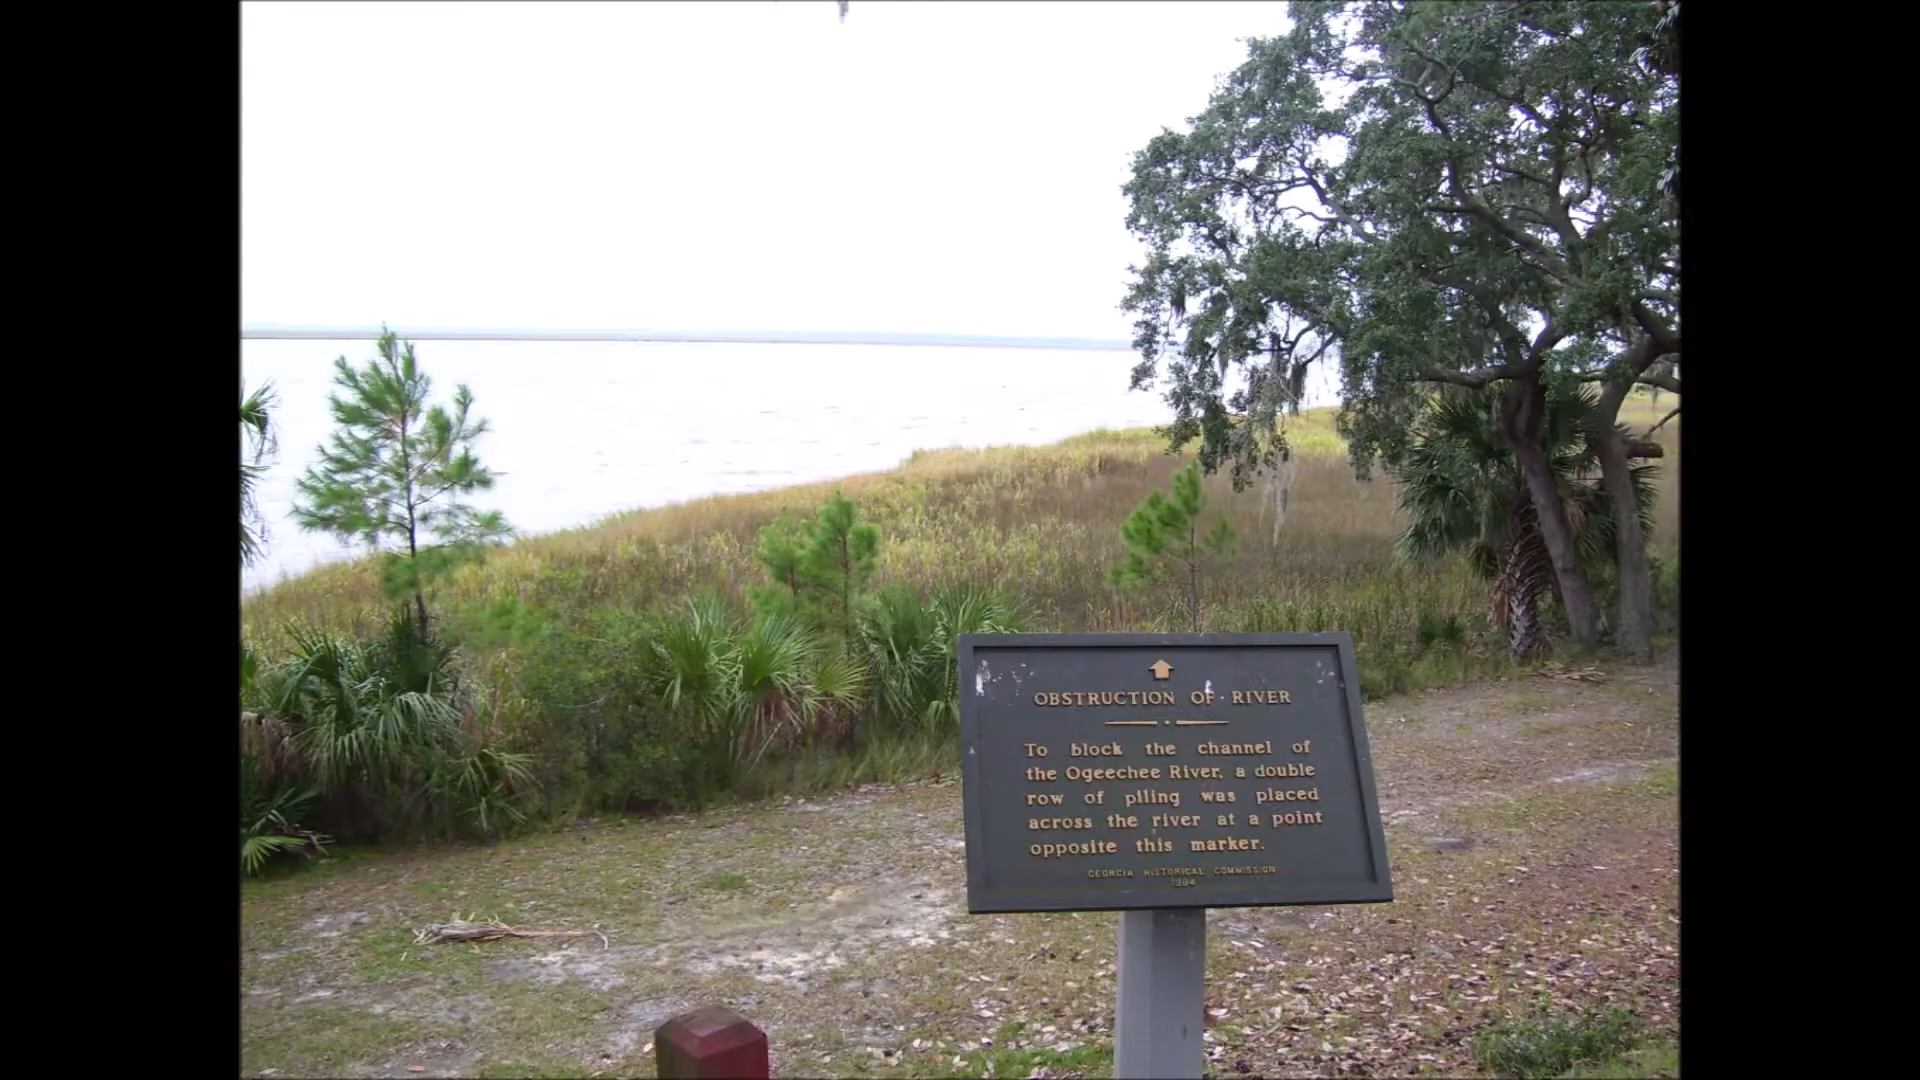 OBSTRUCTION OF RIVER
To block the channel of
the Ogeechee River, a double
row of piling was placed
across the river at a point
opposite this marker.
GEORGIA HISTORICAL COMMISSION